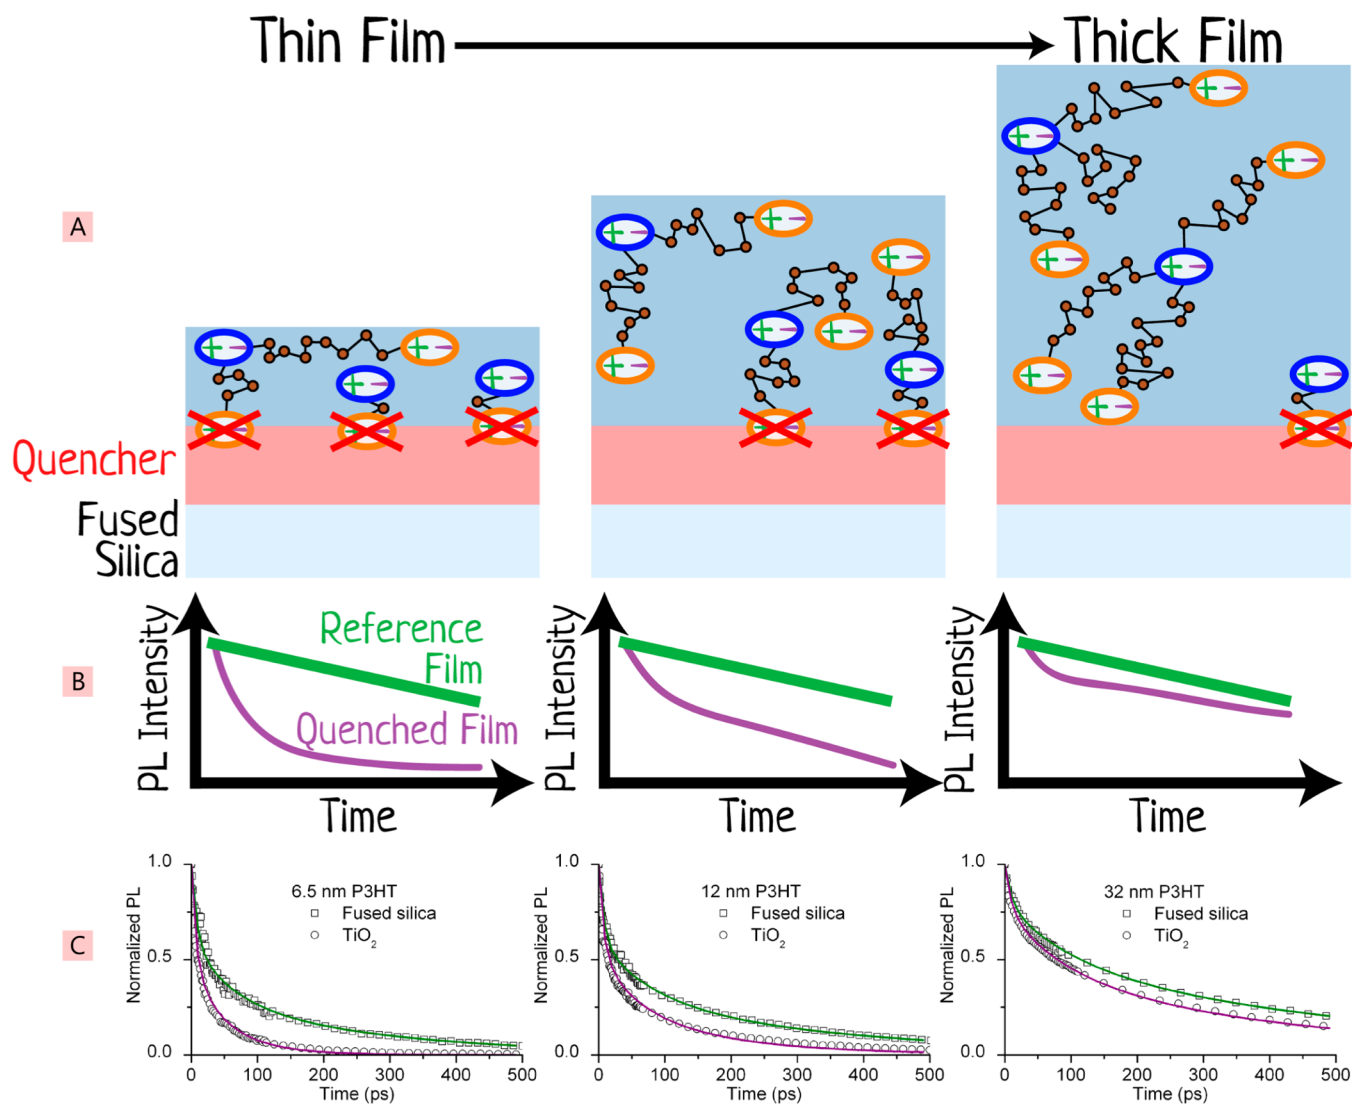 Thin Film
Thick Film
A
Quencher
Fused
Silica
B
PL Intensity
Reference
Film
Quenched Film
Time
PL Intensity
Time
PL Intensity
Time
C
Normalized PL
1.0
0.5
0.0
6.5 nm P3HT
Fused silica
TiO2
0 100 200 300 400 500
Time (ps)
Normalized PL
1.0
0.5
0.0
12 nm P3HT
Fused silica
TiO2
0 100 200 300 400 500
Time (ps)
Normalized PL
1.0
0.5
0.0
32 nm P3HT
Fused silica
TiO2
0 100 200 300 400 500
Time (ps)